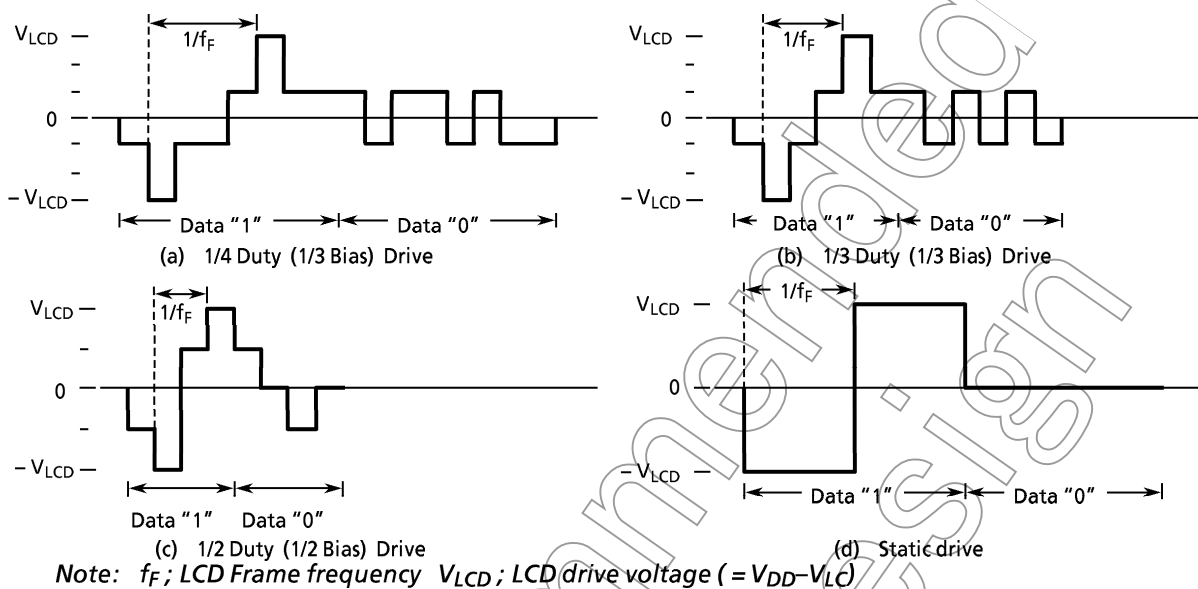 VLCD
1/fF
0
– VLCD
Data “1”
Data “0”
(a) 1/4 Duty (1/3 Bias) Drive
VLCD
1/fF
0
– VLCD
Data “1”
Data “0”
(b) 1/3 Duty (1/3 Bias) Drive
VLCD
1/fF
0
– VLCD
Data “1”
Data “0”
(c) 1/2 Duty (1/2 Bias) Drive
VLCD
1/fF
0
–VLCD
Data “1”
Data “0”
(d) Static drive
Note: fF ; LCD Frame frequency VLCD ; LCD drive voltage ( = VDD–VLC)